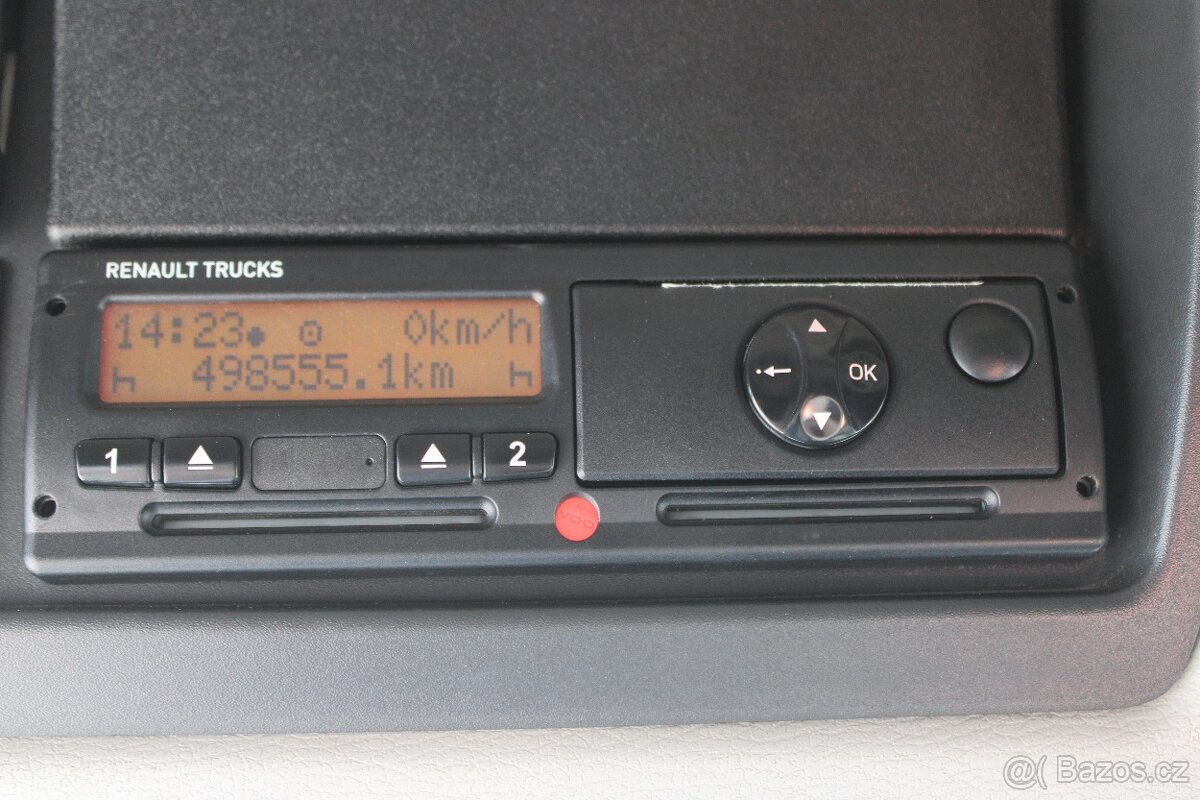 RENAULT TRUCKS
14:23 0km/h
498555.1km
1 2
OK
VDO
@( Bazos.cz